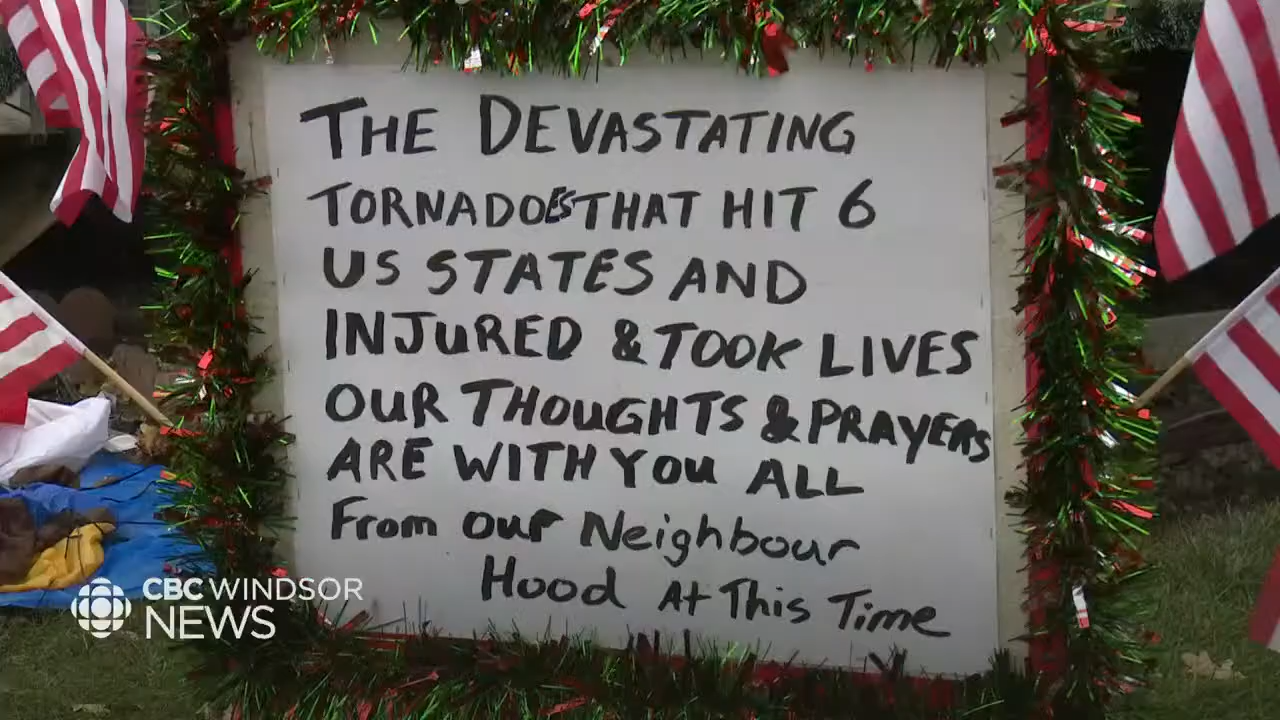 THE DEVASTATING
TORNADOES THAT HIT 6
US STATES AND
INJURED & TOOK LIVES
OUR THOUGHTS & PRAYERS
ARE WITH YOU ALL
From our Neighbour
Hood At This Time
CBC WINDSOR
NEWS